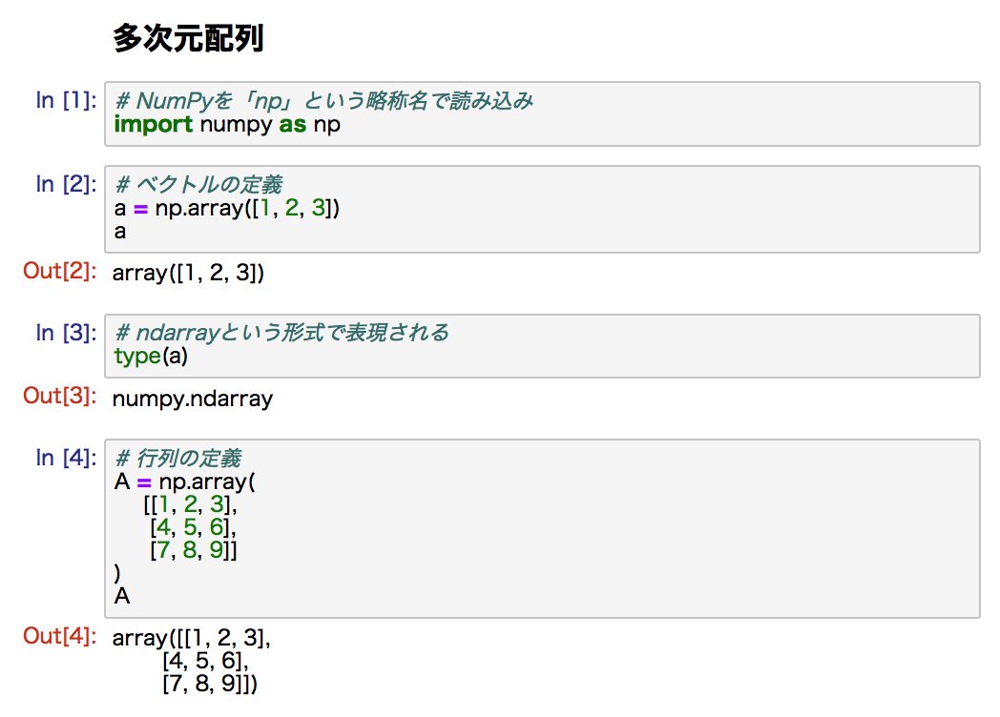 多次元配列
In [1]:
# NumPyを「np」という略称名で読み込み
import numpy as np
In [2]:
# ベクトルの定義
a = np.array([1, 2, 3])
a
Out[2]:
array([1, 2, 3])
In [3]:
# ndarrayという形式で表現される
type(a)
Out[3]:
numpy.ndarray
In [4]:
# 行列の定義
A = np.array(
[[1, 2, 3],
[4, 5, 6],
[7, 8, 9]]
)
A
Out[4]:
array([[1, 2, 3],
[4, 5, 6],
[7, 8, 9]])